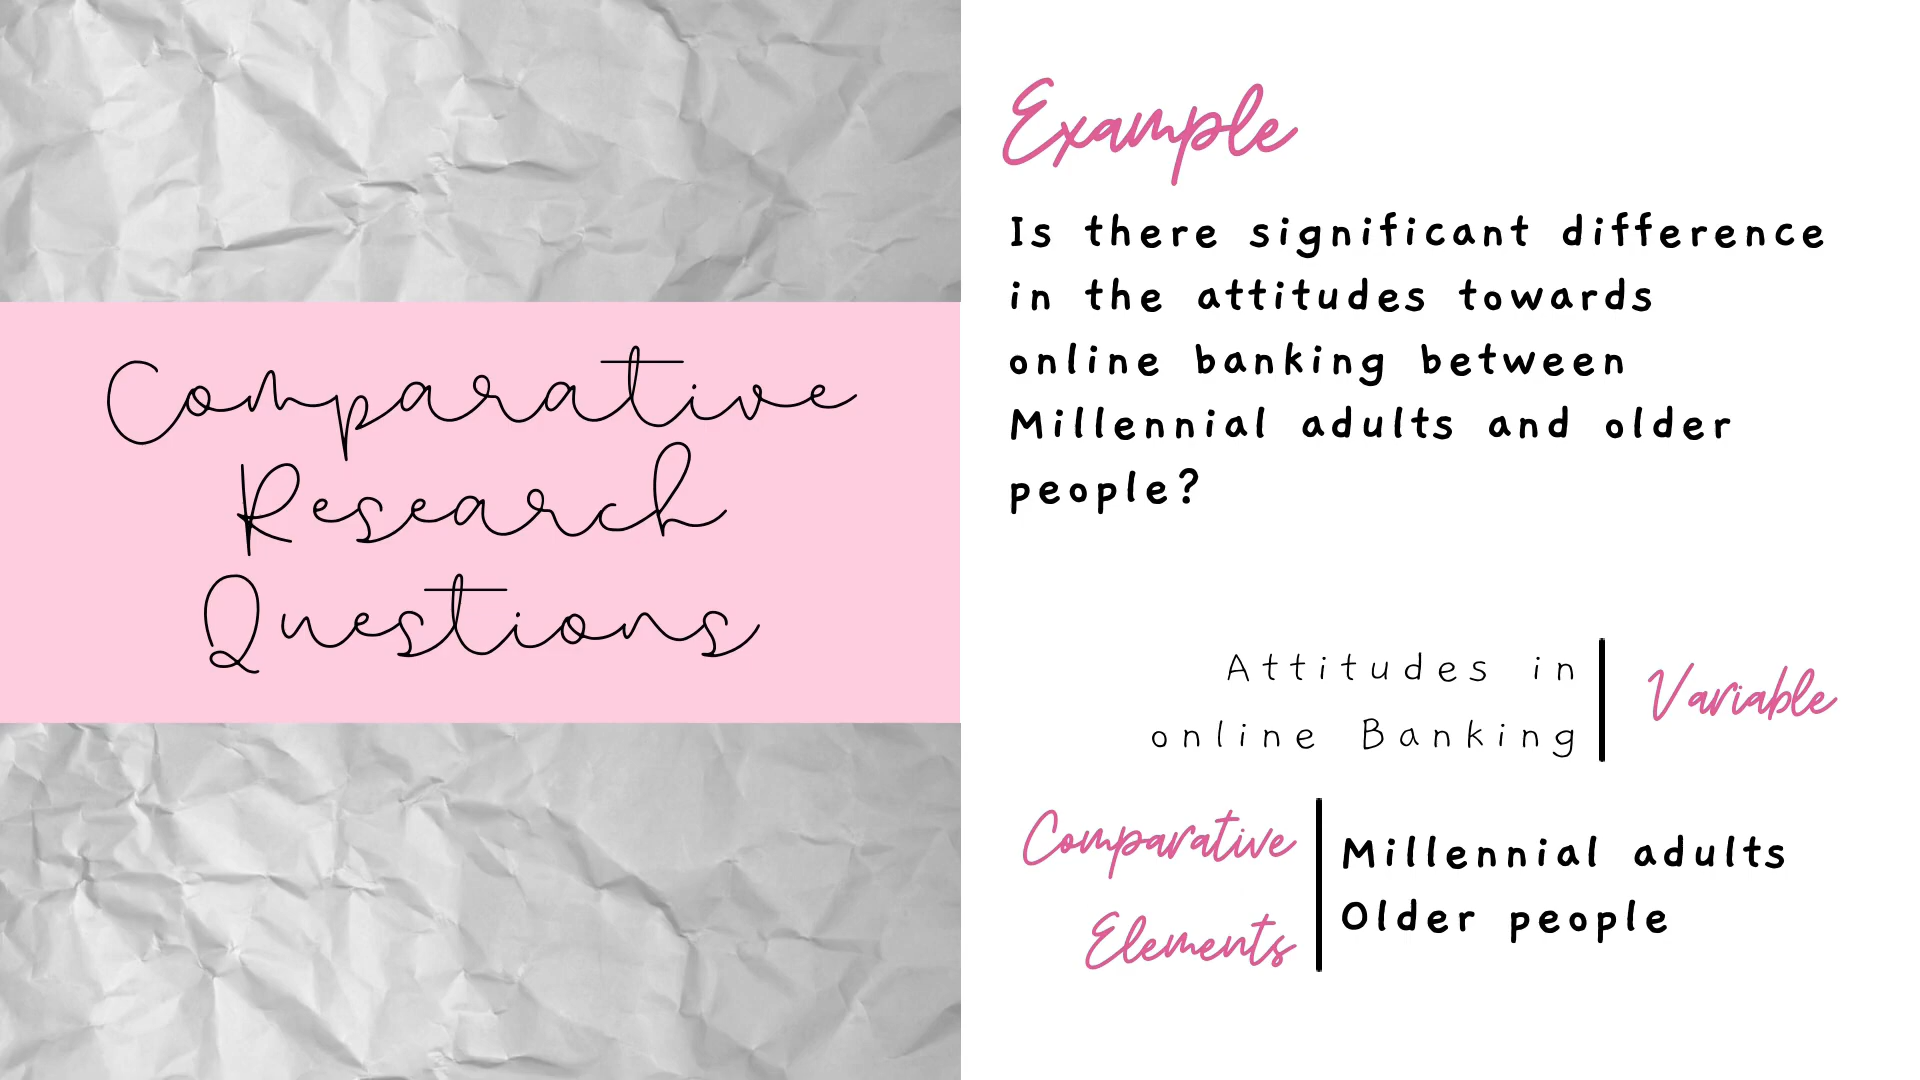 Comparative
Research
Questions
Example
Is there significant difference
in the attitudes towards
online banking between
Millennial adults and older
people?
Attitudes in
online Banking
Variable
Comparative
Elements
Millennial adults
Older people